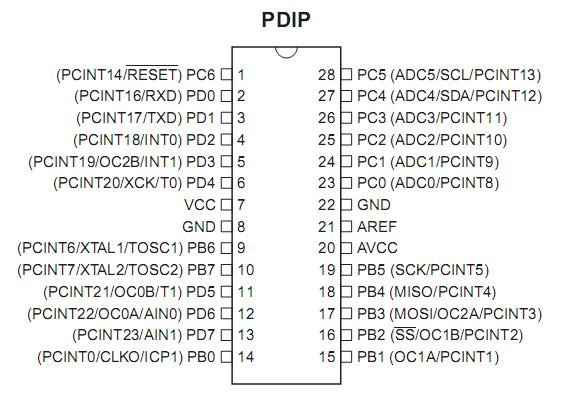 PDIP
(PCINT14/RESET) PC6 1 28 PC5 (ADC5/SCL/PCINT13)
(PCINT16/RXD) PD0 2 27 PC4 (ADC4/SDA/PCINT12)
(PCINT17/TXD) PD1 3 26 PC3 (ADC3/PCINT11)
(PCINT18/INT0) PD2 4 25 PC2 (ADC2/PCINT10)
(PCINT19/OC2B/INT1) PD3 5 24 PC1 (ADC1/PCINT9)
(PCINT20/XCK/T0) PD4 6 23 PC0 (ADC0/PCINT8)
VCC 7 22 GND
GND 8 21 AREF
(PCINT6/XTAL1/TOSC1) PB6 9 20 AVCC
(PCINT7/XTAL2/TOSC2) PB7 10 19 PB5 (SCK/PCINT5)
(PCINT21/OC0B/T1) PD5 11 18 PB4 (MISO/PCINT4)
(PCINT22/OC0A/AIN0) PD6 12 17 PB3 (MOSI/OC2A/PCINT3)
(PCINT23/AIN1) PD7 13 16 PB2 (SS/OC1B/PCINT2)
(PCINT0/CLKO/ICP1) PB0 14 15 PB1 (OC1A/PCINT1)